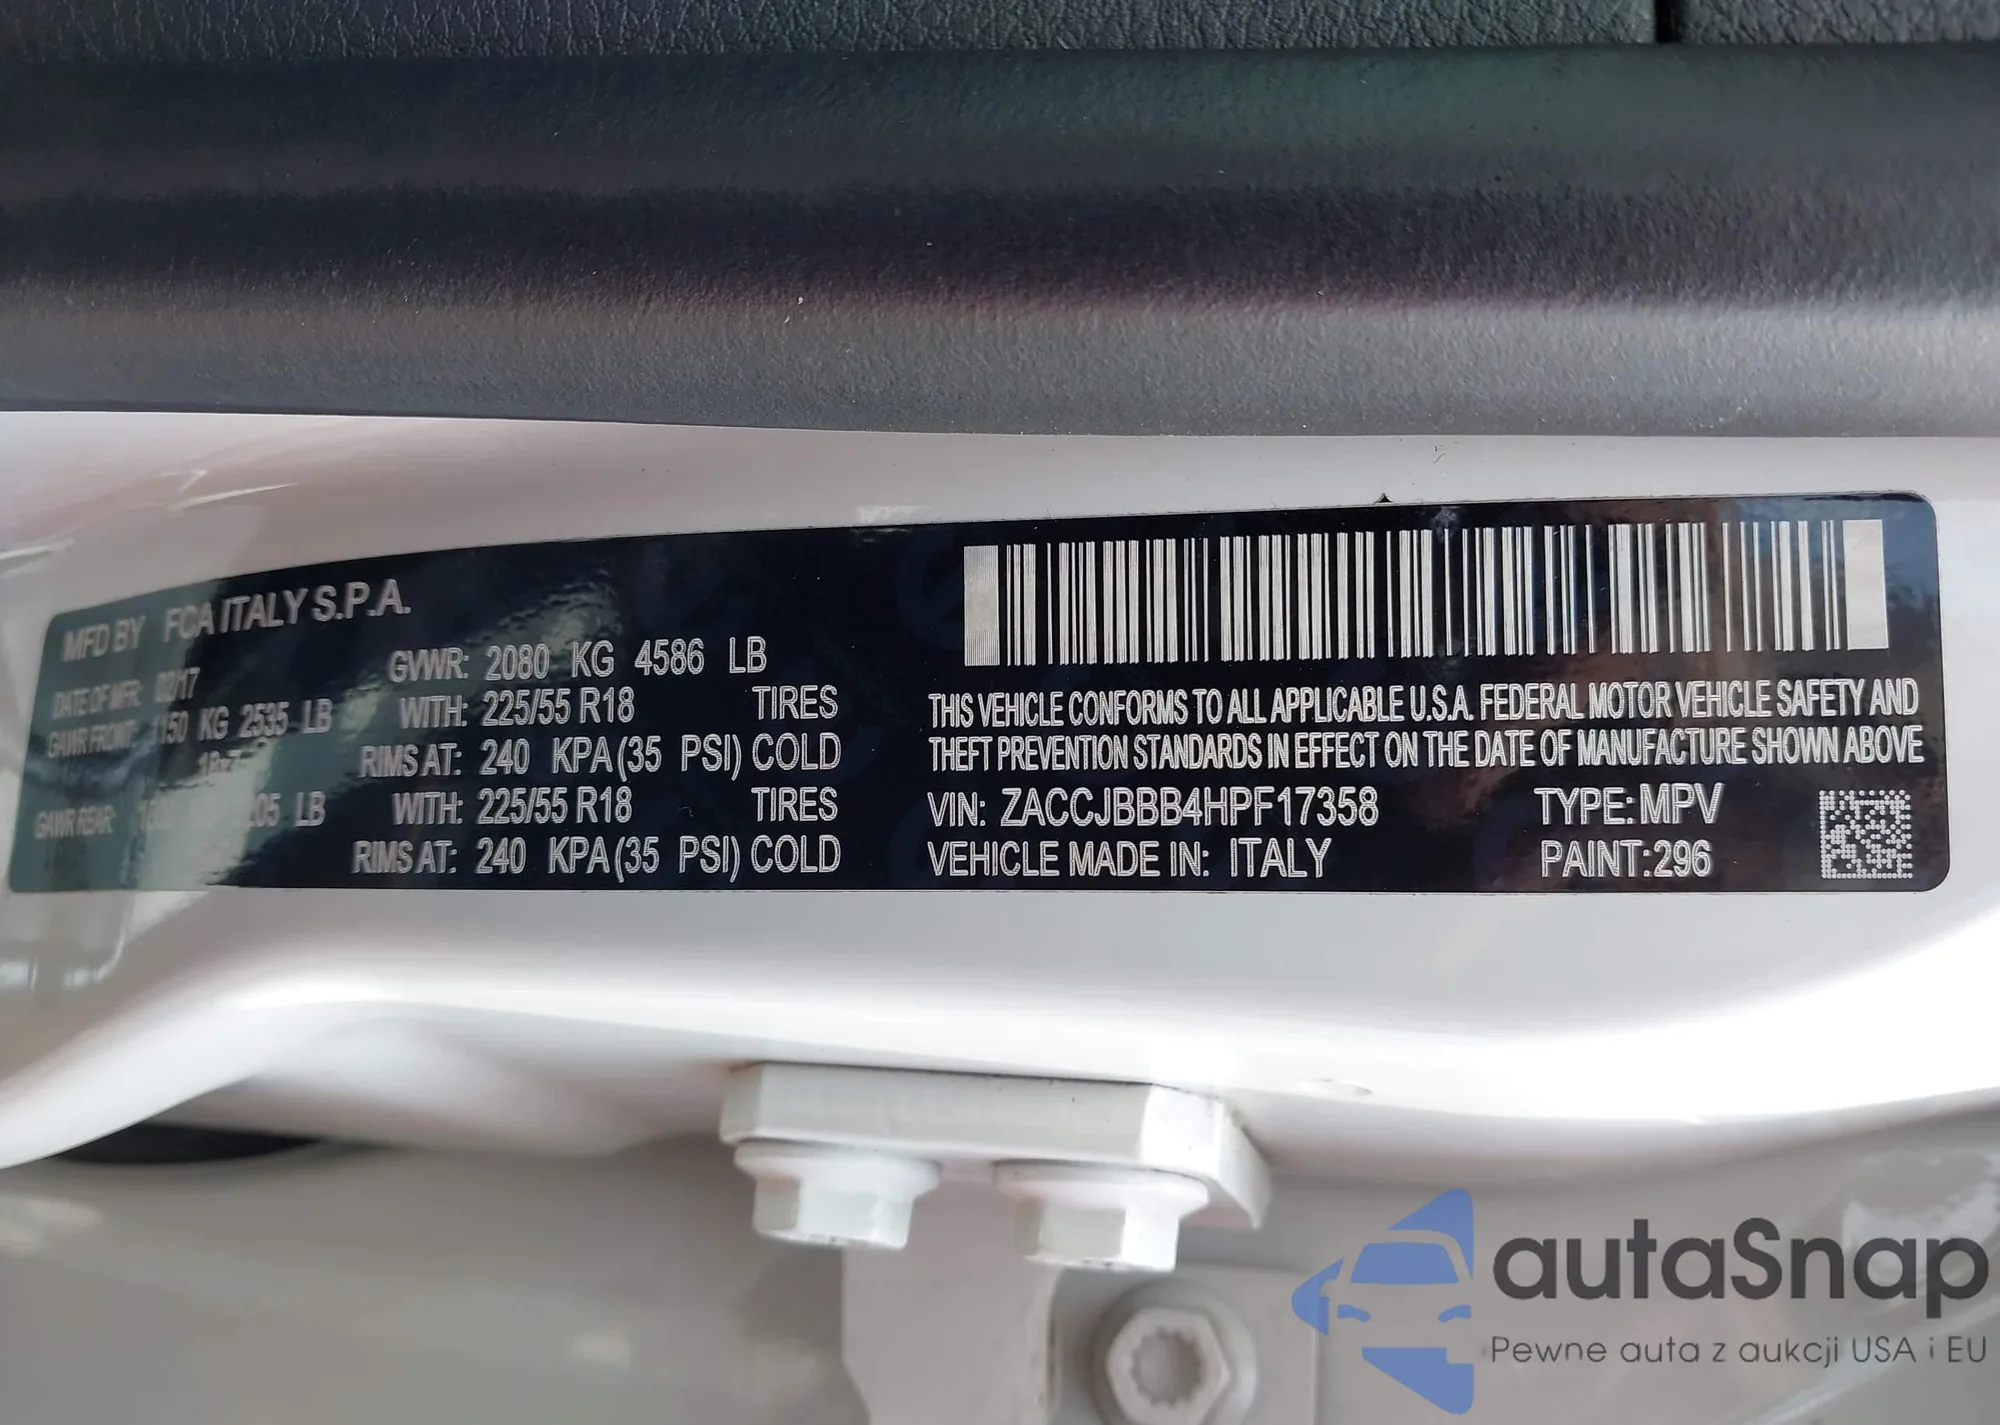 MFD BY FCA ITALY S.P.A.
DATE OF MFR: 02/17 GVWR: 2080 KG 4586 LB
GAWR FRONT: 1150 KG 2535 LB WITH: 225/55 R18 TIRES
RIMS AT: 240 KPA(35 PSI) COLD
GAWR REAR: LB WITH: 225/55 R18 TIRES
RIMS AT: 240 KPA(35 PSI) COLD
THIS VEHICLE CONFORMS TO ALL APPLICABLE U.S.A. FEDERAL MOTOR VEHICLE SAFETY AND
THEFT PREVENTION STANDARDS IN EFFECT ON THE DATE OF MANUFACTURE SHOWN ABOVE
VIN: ZACCJBBB4HPF17358 TYPE: MPV
VEHICLE MADE IN: ITALY PAINT: 296
autaSnap
Pewne auta z aukcji USA i EU